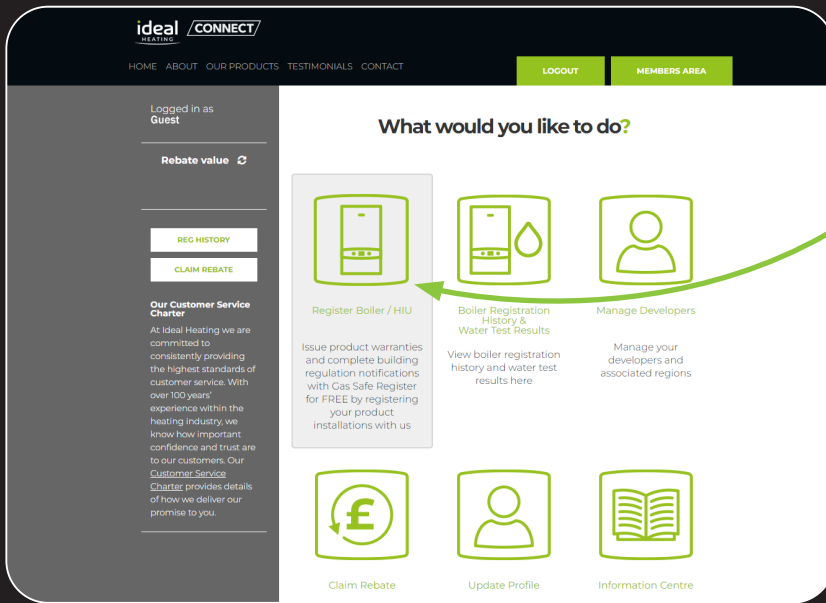 ideal
HEATING
CONNECT
HOME ABOUT OUR PRODUCTS TESTIMONIALS CONTACT
LOGOUT
MEMBERS AREA
Logged in as
Guest
Rebate value
REG HISTORY
CLAIM REBATE
Our Customer Service
Charter
At Ideal Heating we are
committed to
consistently providing
the highest standards of
customer service. With
over 100 years'
experience within the
heating industry, we
know how important
confidence and trust are
to our customers. Our
Customer Service
Charter provides details
of how we deliver our
promise to you.
What would you like to do?
Register Boiler / HIU
Issue product warranties
and complete building
regulation notifications
with Gas Safe Register
for FREE by registering
your product
installations with us
Boiler Registration
History &
Water Test Results
View boiler registration
history and water test
results here
Manage Developers
Manage your
developers and
associated regions
£
Claim Rebate
Update Profile
Information Centre